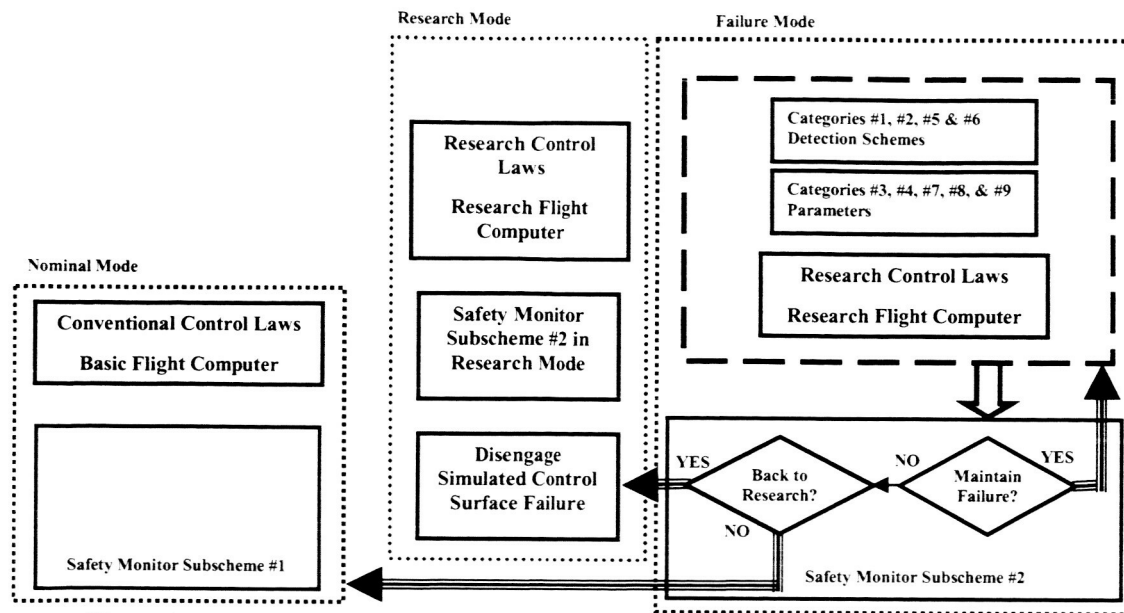 Research Mode
Failure Mode
Nominal Mode
Conventional Control Laws
Basic Flight Computer
Safety Monitor Subscheme #1
Research Control
Laws
Research Flight
Computer
Safety Monitor
Subscheme #2 in
Research Mode
Disengage
Simulated Control
Surface Failure
Categories #1, #2, #5 & #6
Detection Schemes
Categories #3, #4, #7, #8, & #9
Parameters
Research Control Laws
Research Flight Computer
YES
Back to
Research?
NO
NO
Maintain
Failure?
YES
Safety Monitor Subscheme #2